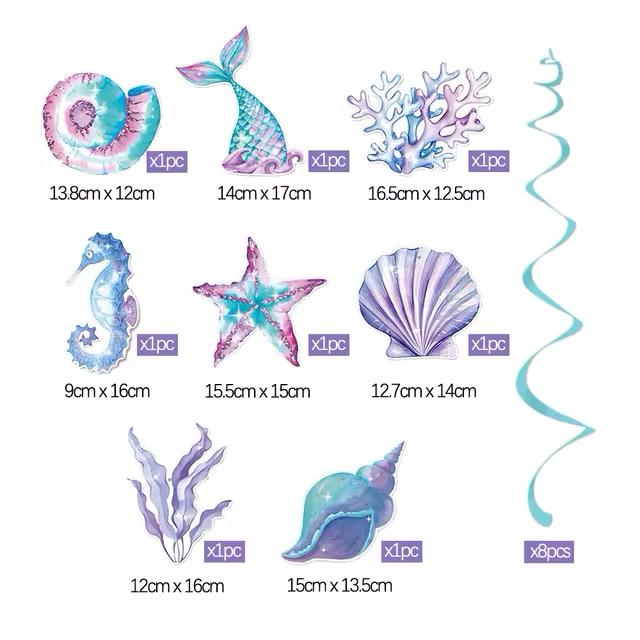 x1pc
x1pc
x1pc
13.8cm x 12cm
14cm x 17cm
16.5cm x 12.5cm
x1pc
x1pc
x1pc
9cm x 16cm
15.5cm x 15cm
12.7cm x 14cm
x1pc
x1pc
x8pcs
12cm x 16cm
15cm x 13.5cm